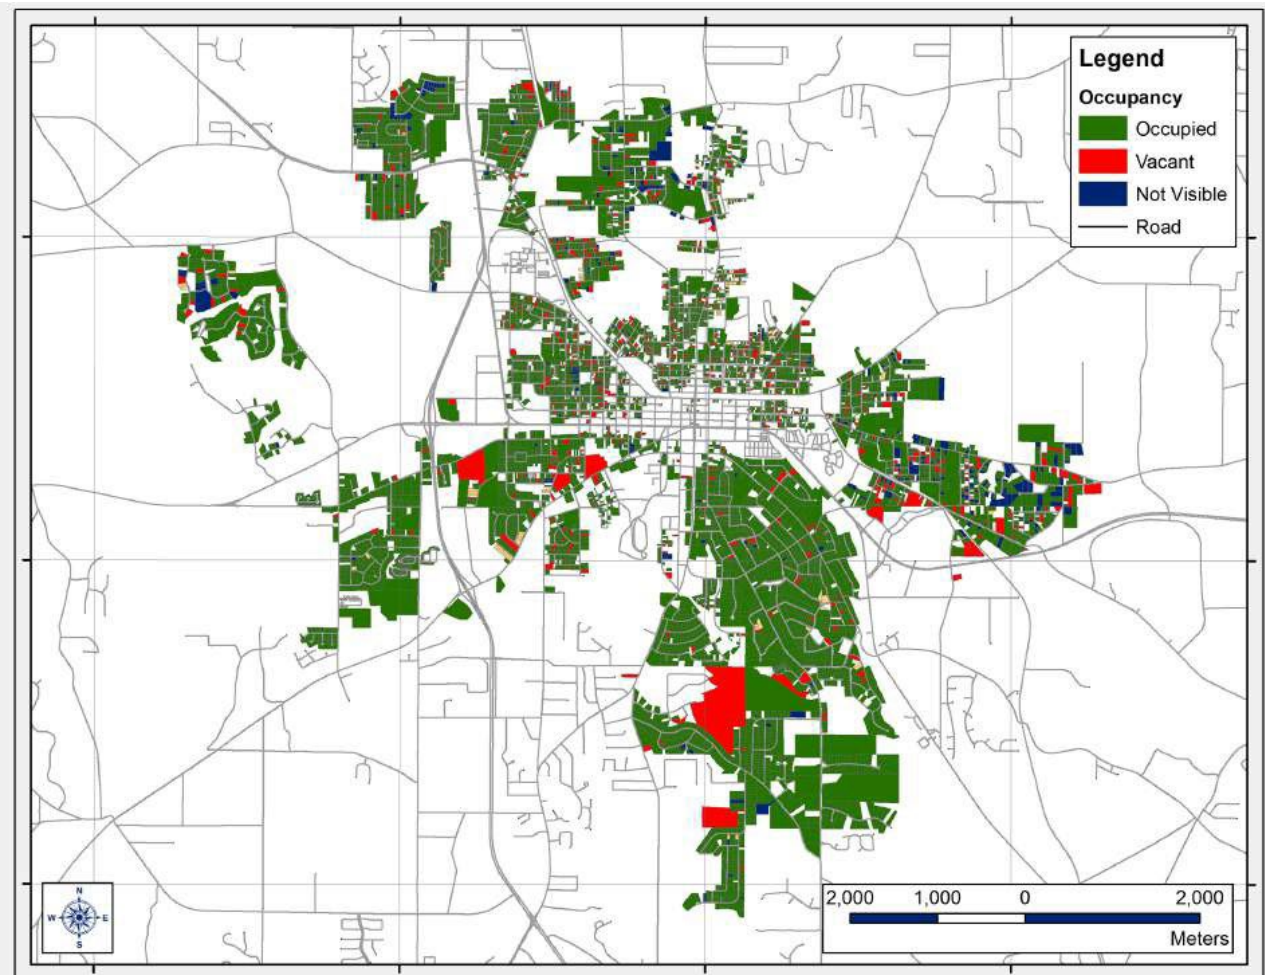 Legend
Occupancy
Occupied
Vacant
Not Visible
Road
N
W E
S
2,000 1,000 0 2,000
Meters